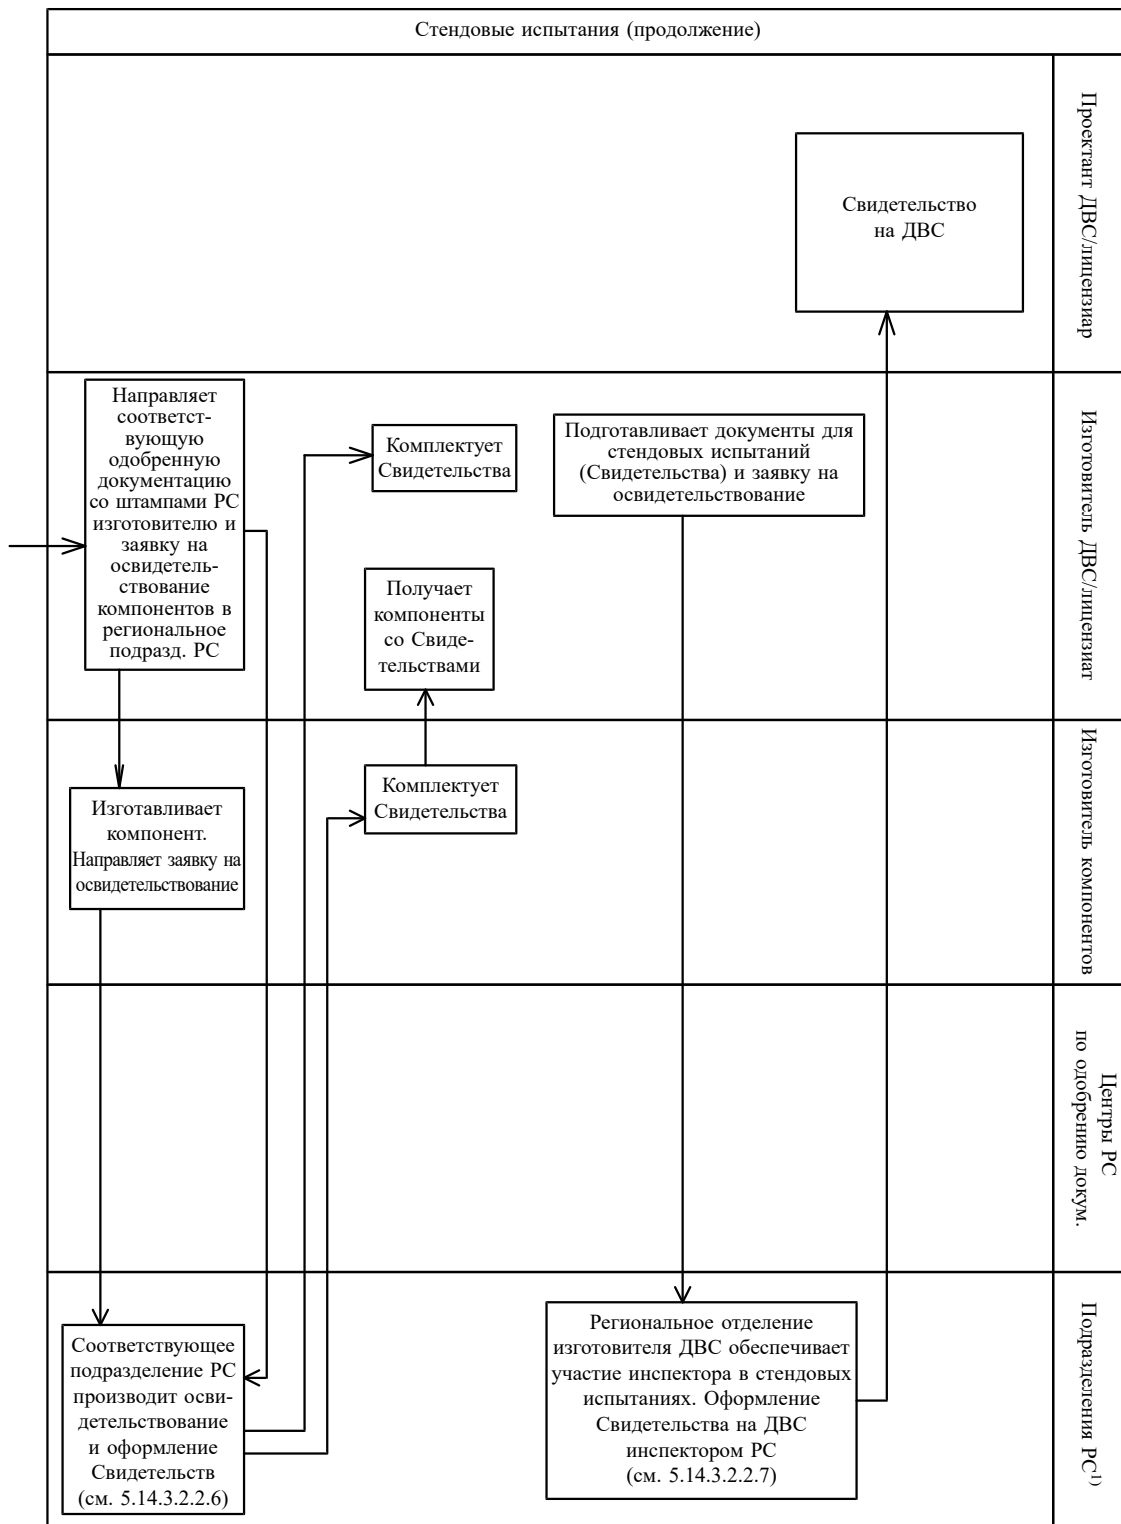 Стендовые испытания (продолжение)
Свидетельство
на ДВС
Проектант ДВС/лицензиар
Направляет
соответст-
вующую
одобренную
документацию
со штампами РС
изготовителю и
заявку на
освидетель-
ствование
компонентов в
региональное
подразд. РС
Комплектует
Свидетельства
Подготавливает документы для
стендовых испытаний
(Свидетельства) и заявку на
освидетельствование
Получает
компоненты
со Свиде-
тельствами
Изготовитель ДВС/лицензиат
Изготавливает
компонент.
Направляет заявку на
освидетельствование
Комплектует
Свидетельства
Изготовитель компонентов
Центры РС
по одобрению докум.
Соответствующее
подразделение РС
производит осви-
детельствование
и оформление
Свидетельств
(см. 5.14.3.2.2.6)
Региональное отделение
изготовителя ДВС обеспечивает
участие инспектора в стендовых
испытаниях. Оформление
Свидетельства на ДВС
инспектором РС
(см. 5.14.3.2.2.7)
Подразделения РС¹⁾